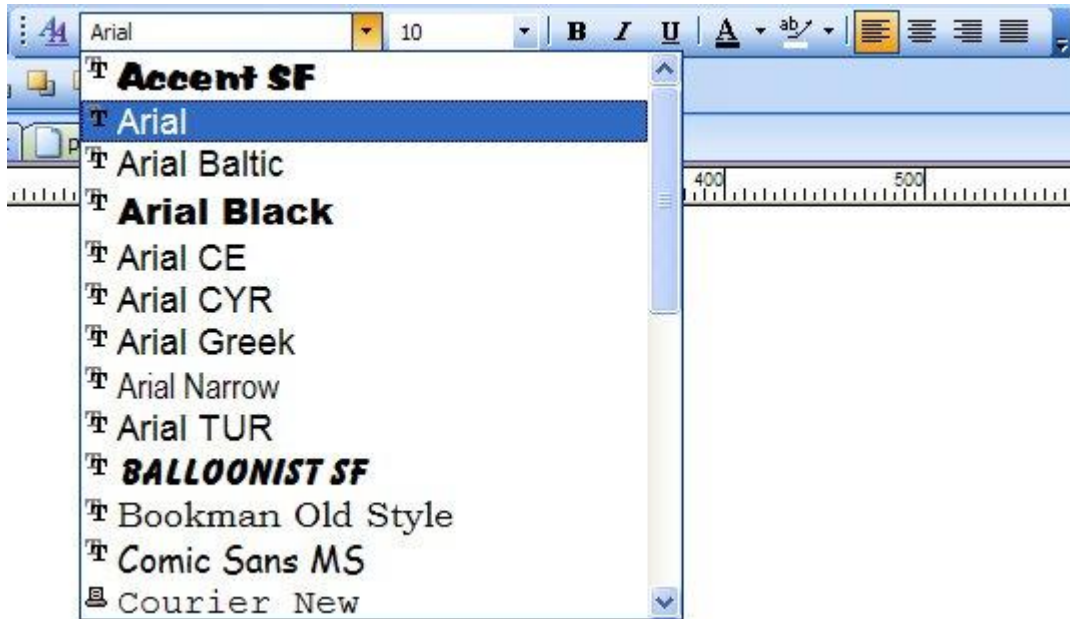 Arial 10 B I U A ab
Accent SF
Arial
Arial Baltic
400 500
Arial Black
Arial CE
Arial CYR
Arial Greek
Arial Narrow
Arial TUR
BALLOONIST SF
Bookman Old Style
Comic Sans MS
Courier New